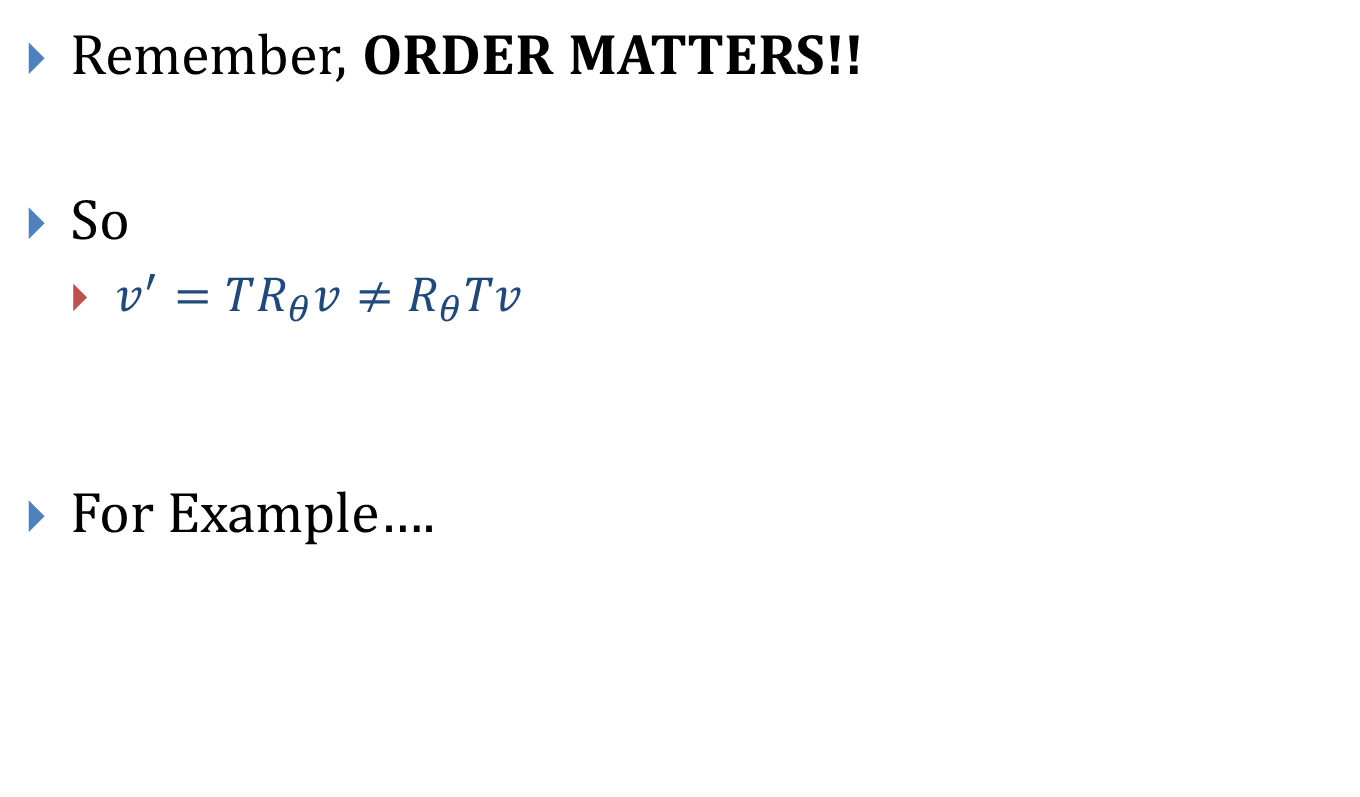 Remember, ORDER MATTERS!!
So
v′ = TR_θv ≠ R_θTv
For Example....